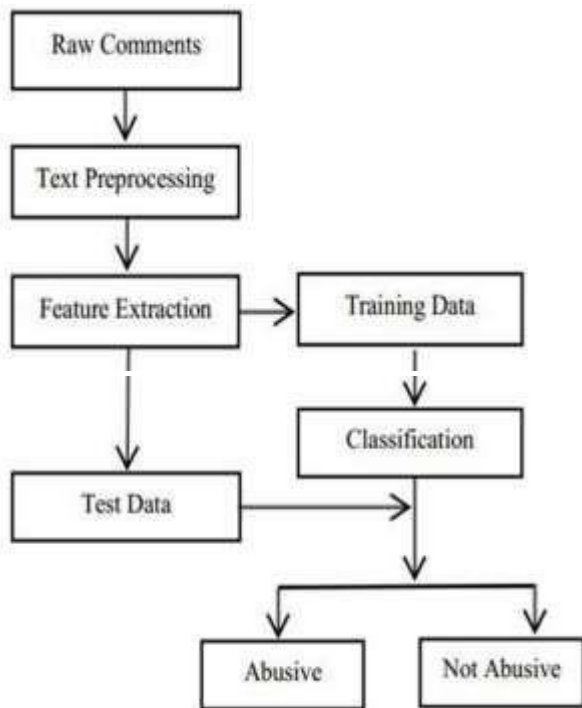 Raw Comments
Text Preprocessing
Feature Extraction
Training Data
Classification
Test Data
Abusive
Not Abusive